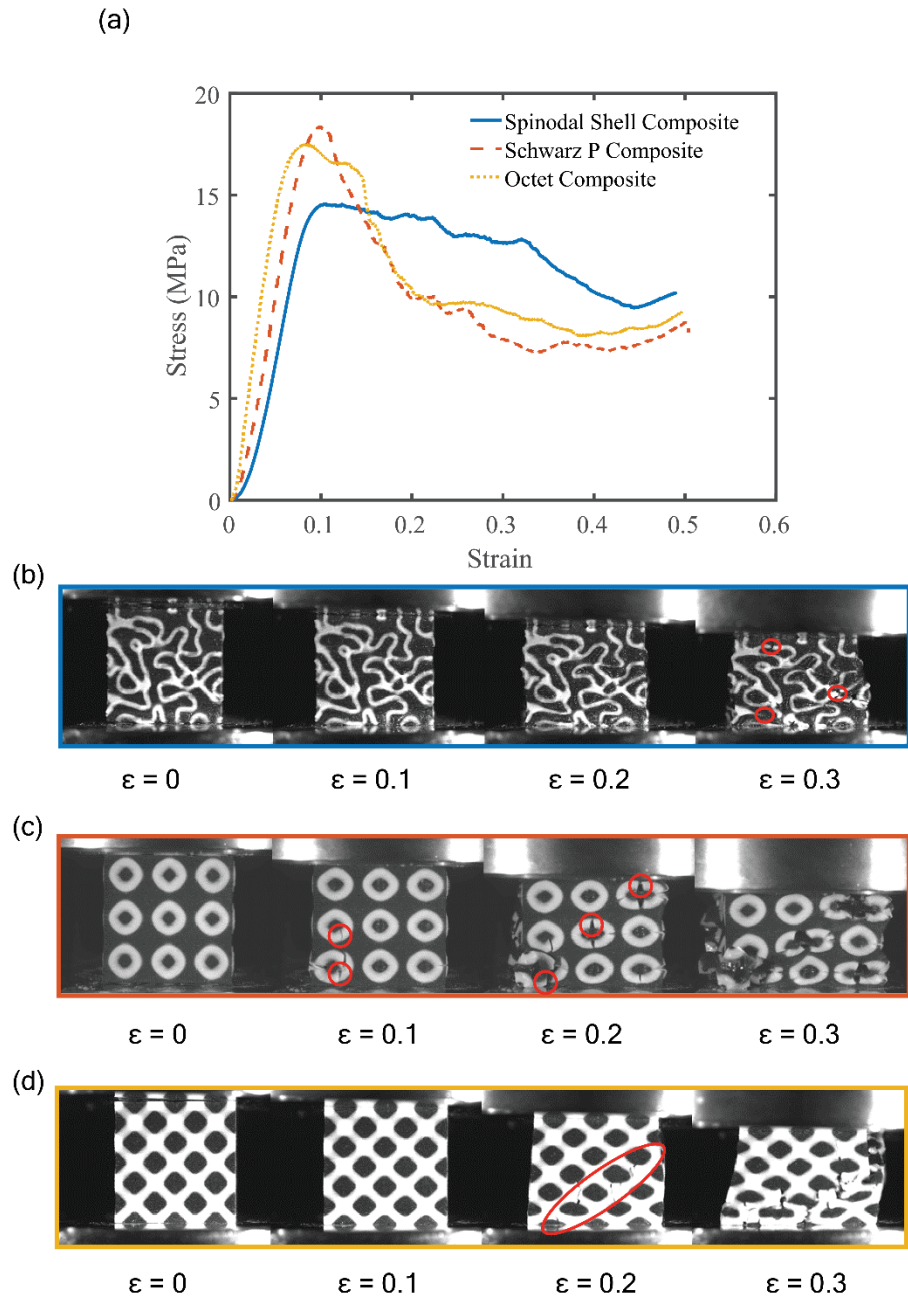 (a)
20
15
10
5
0
Stress (MPa)
Spinodal Shell Composite
Schwarz P Composite
Octet Composite
0 0.1 0.2 0.3 0.4 0.5 0.6
Strain
(b)
ε = 0 ε = 0.1 ε = 0.2 ε = 0.3
(c)
ε = 0 ε = 0.1 ε = 0.2 ε = 0.3
(d)
ε = 0 ε = 0.1 ε = 0.2 ε = 0.3